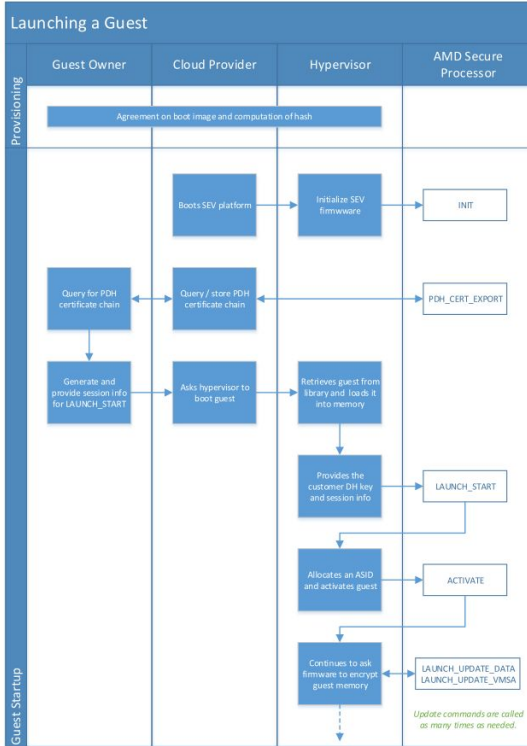 Launching a Guest
Guest Owner
Cloud Provider
Hypervisor
AMD Secure
Processor
Provisioning
Agreement on boot image and computation of hash
Boots SEV platform
Initialize SEV
firmwware
INIT
Query for PDH
certificate chain
Query / store PDH
certificate chain
PDH_CERT_EXPORT
Generate and
provide session info
for LAUNCH_START
Asks hypervisor to
boot guest
Retrieves guest from
library and loads it
into memory
Provides the
customer DH key
and session info
LAUNCH_START
Allocates an ASID
and activates guest
ACTIVATE
Continues to ask
firmware to encrypt
guest memory
LAUNCH_UPDATE_DATA
LAUNCH_UPDATE_VMSA
Update commands are called
as many times as needed.
Guest Startup